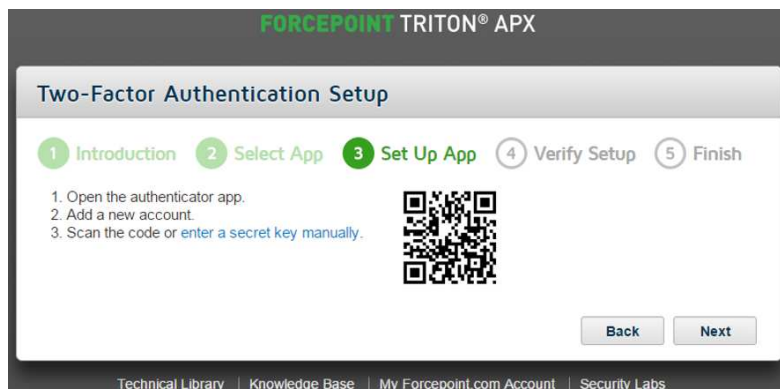 FORCEPOINT TRITON® APX
Two-Factor Authentication Setup
1 Introduction 2 Select App 3 Set Up App 4 Verify Setup 5 Finish
1. Open the authenticator app.
2. Add a new account.
3. Scan the code or enter a secret key manually.
Back Next
Technical Library | Knowledge Base | My Forcepoint.com Account | Security Labs